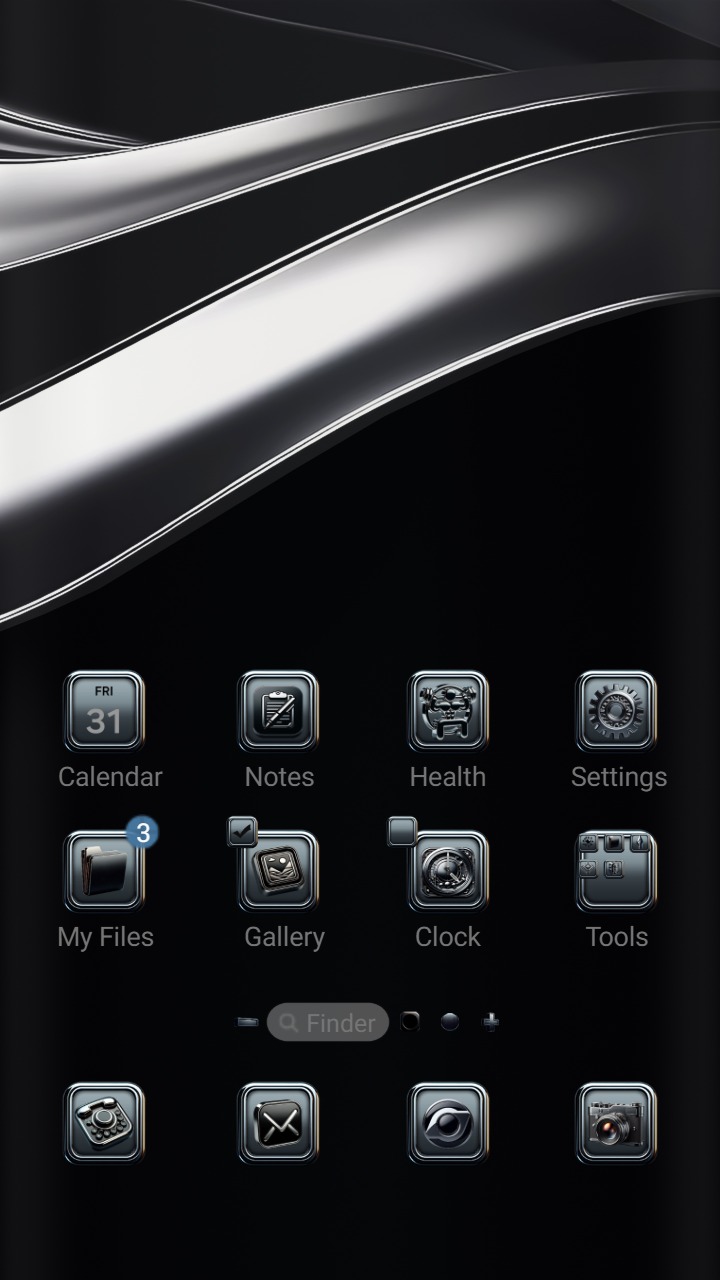 FRI
31
Calendar
Notes
Health
Settings
3
My Files
Gallery
Clock
Tools
Finder